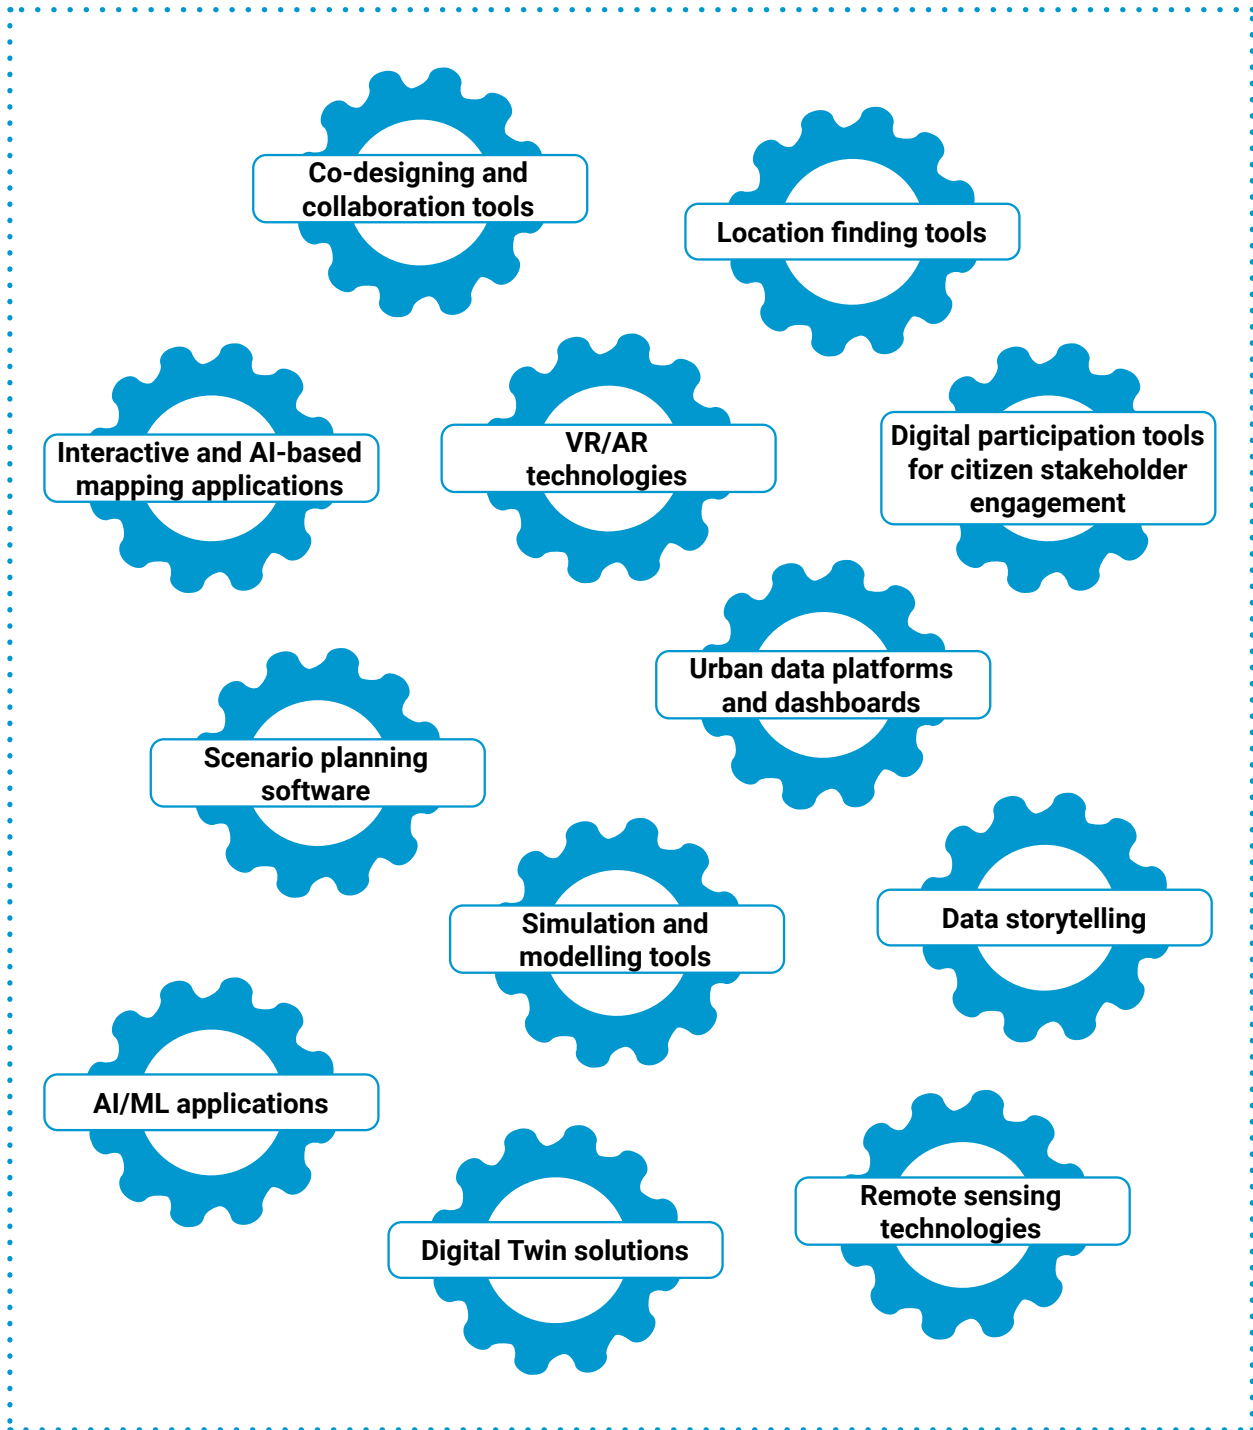 Co-designing and
collaboration tools
Location finding tools
Interactive and AI-based
mapping applications
VR/AR
technologies
Digital participation tools
for citizen stakeholder
engagement
Urban data platforms
and dashboards
Scenario planning
software
Simulation and
modelling tools
Data storytelling
AI/ML applications
Remote sensing
technologies
Digital Twin solutions